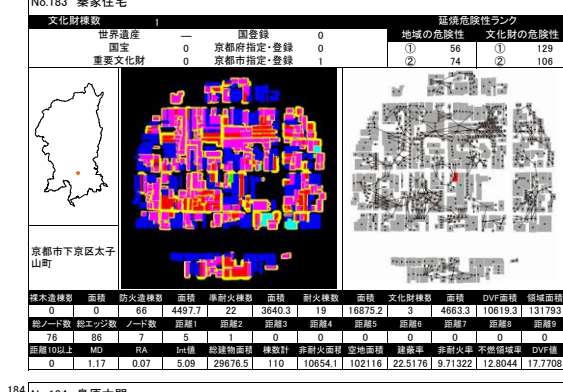 No.183 秦家住宅
文化財棟数 1 延焼危険性ランク
世界遺産 — 国登録 0 地域の危険性 文化財の危険性
国宝 0 京都府指定・登録 0 ① 56 ① 129
重要文化財 0 京都市指定・登録 1 ② 74 ② 106
京都市下京区太子
山町
裸木造棟数 面積 防火造棟数 面積 準耐火棟数 面積 耐火棟数 面積 文化財棟数 面積 DVF面積 領域面積
0 0 66 4497.7 22 3640.3 19 16875.2 3 4663.3 10619.3 131793
総ノード数 総エッジ数 ノード数 距離1 距離2 距離3 距離4 距離5 距離6 距離7 距離8 距離9
76 86 7 5 1 0 0 0 0 0 0 0
距離10以上 MD RA Int値 総建物面積 棟数計 非耐火面積 空地面積 建蔽率 非耐火率 不燃領域率 DVF値
0 1.17 0.07 5.09 29676.5 110 10654.1 102116 22.5176 9.71322 12.8044 17.7708
184